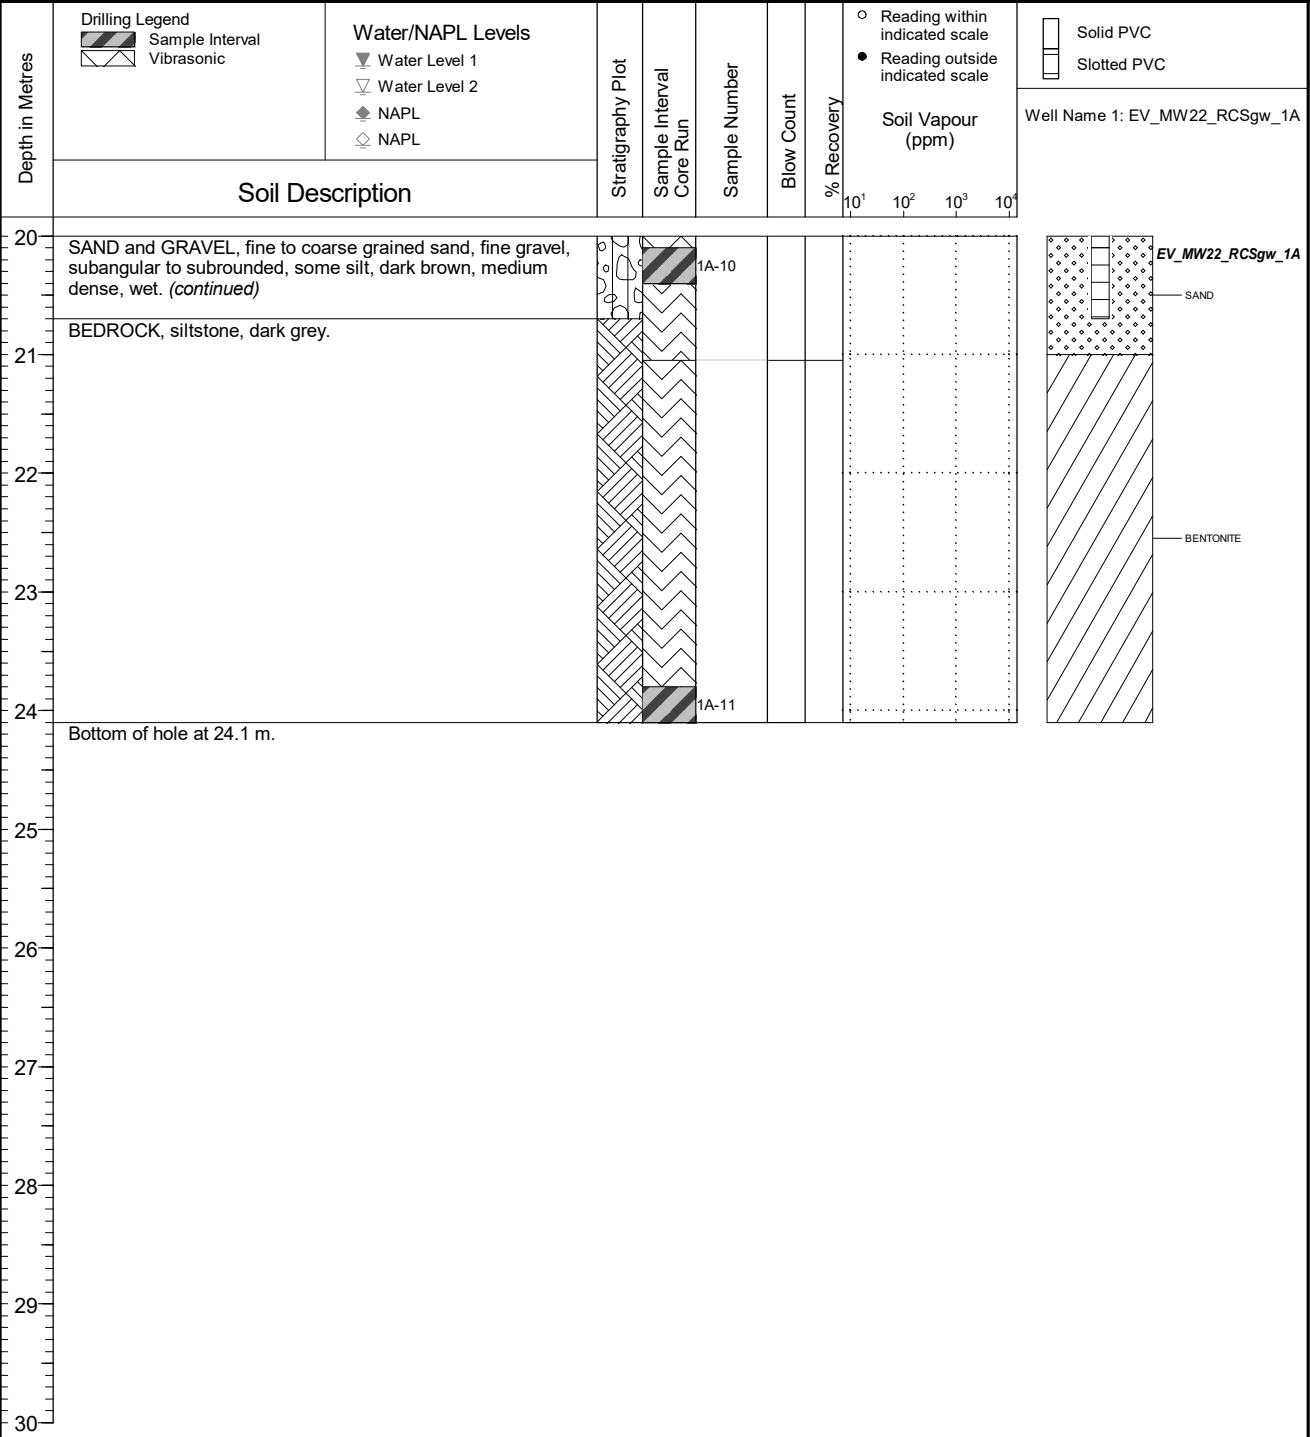 Depth in Metres
Drilling Legend
Sample Interval
Vibrasonic
Water/NAPL Levels
Water Level 1
Water Level 2
NAPL
NAPL
Soil Description
Stratigraphy Plot
Sample Interval
Core Run
Sample Number
Blow Count
% Recovery
Reading within
indicated scale
Reading outside
indicated scale
Soil Vapour
(ppm)
10¹ 10² 10³ 10⁴
Solid PVC
Slotted PVC
Well Name 1: EV_MW22_RCSgw_1A
20
SAND and GRAVEL, fine to coarse grained sand, fine gravel,
subangular to subrounded, some silt, dark brown, medium
dense, wet. (continued)
1A-10
EV_MW22_RCSgw_1A
SAND
BEDROCK, siltstone, dark grey.
21
22
BENTONITE
23
24
1A-11
Bottom of hole at 24.1 m.
25
26
27
28
29
30